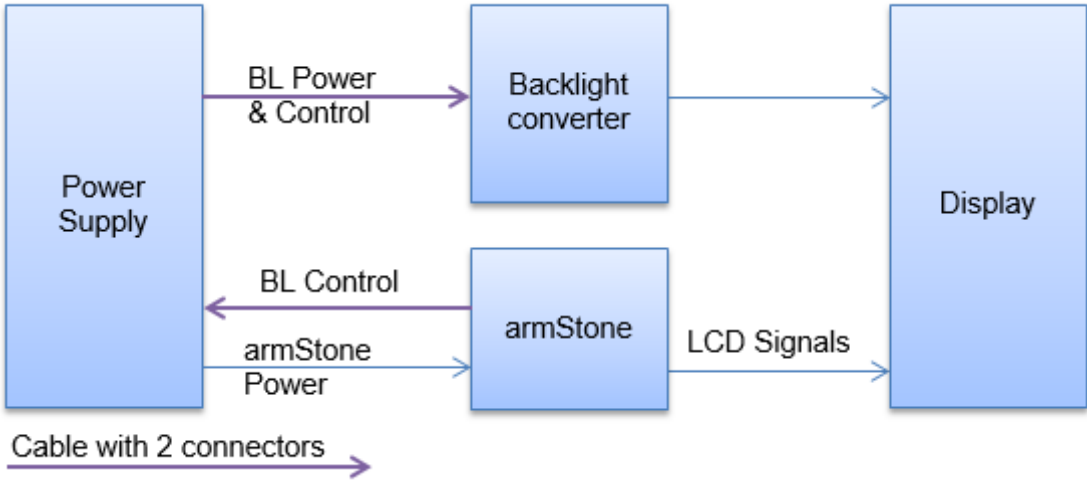 BL Power
& Control
Backlight
converter
Power
Supply
Display
BL Control
armStone
LCD Signals
armStone
Power
Cable with 2 connectors